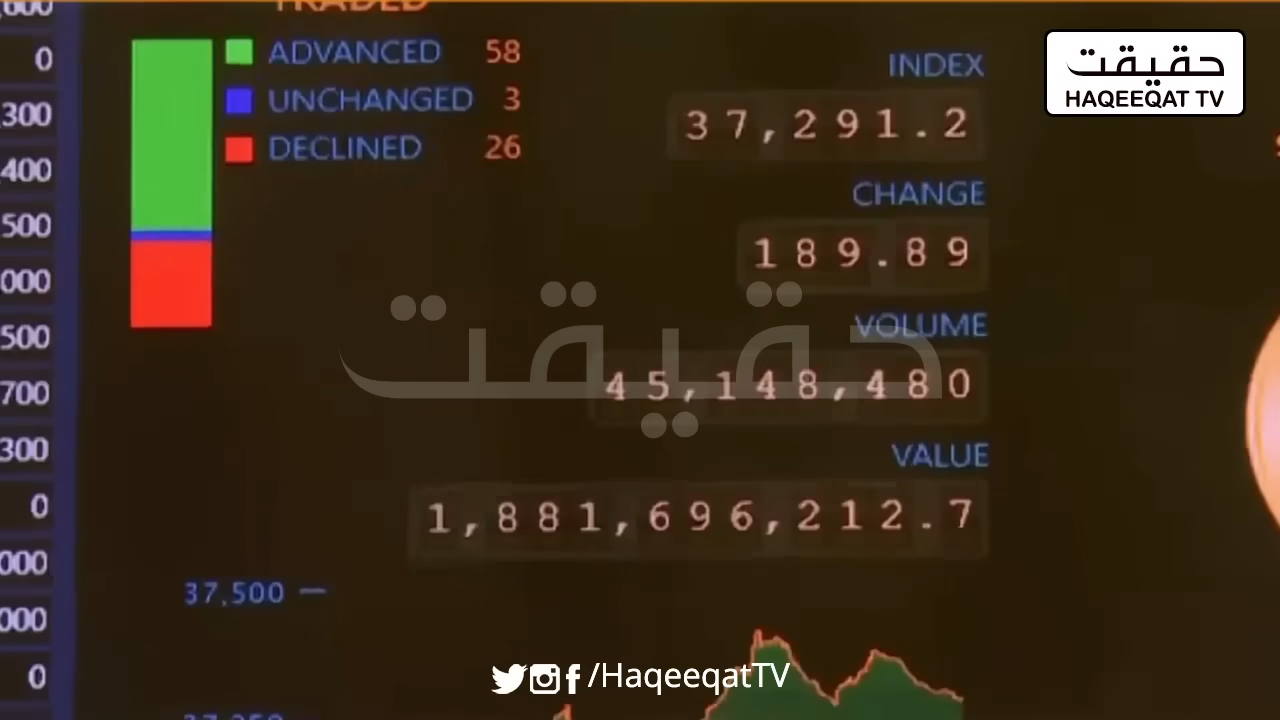 TRADED
ADVANCED 58
UNCHANGED 3
DECLINED 26
INDEX
37,291.2
CHANGE
189.89
VOLUME
45,148,480
VALUE
1,881,696,212.7
37,500
0
300
400
500
000
500
700
300
0
000
000
0
حقيقت
HAQEEQAT TV
حقيقت
/HaqeeqatTV